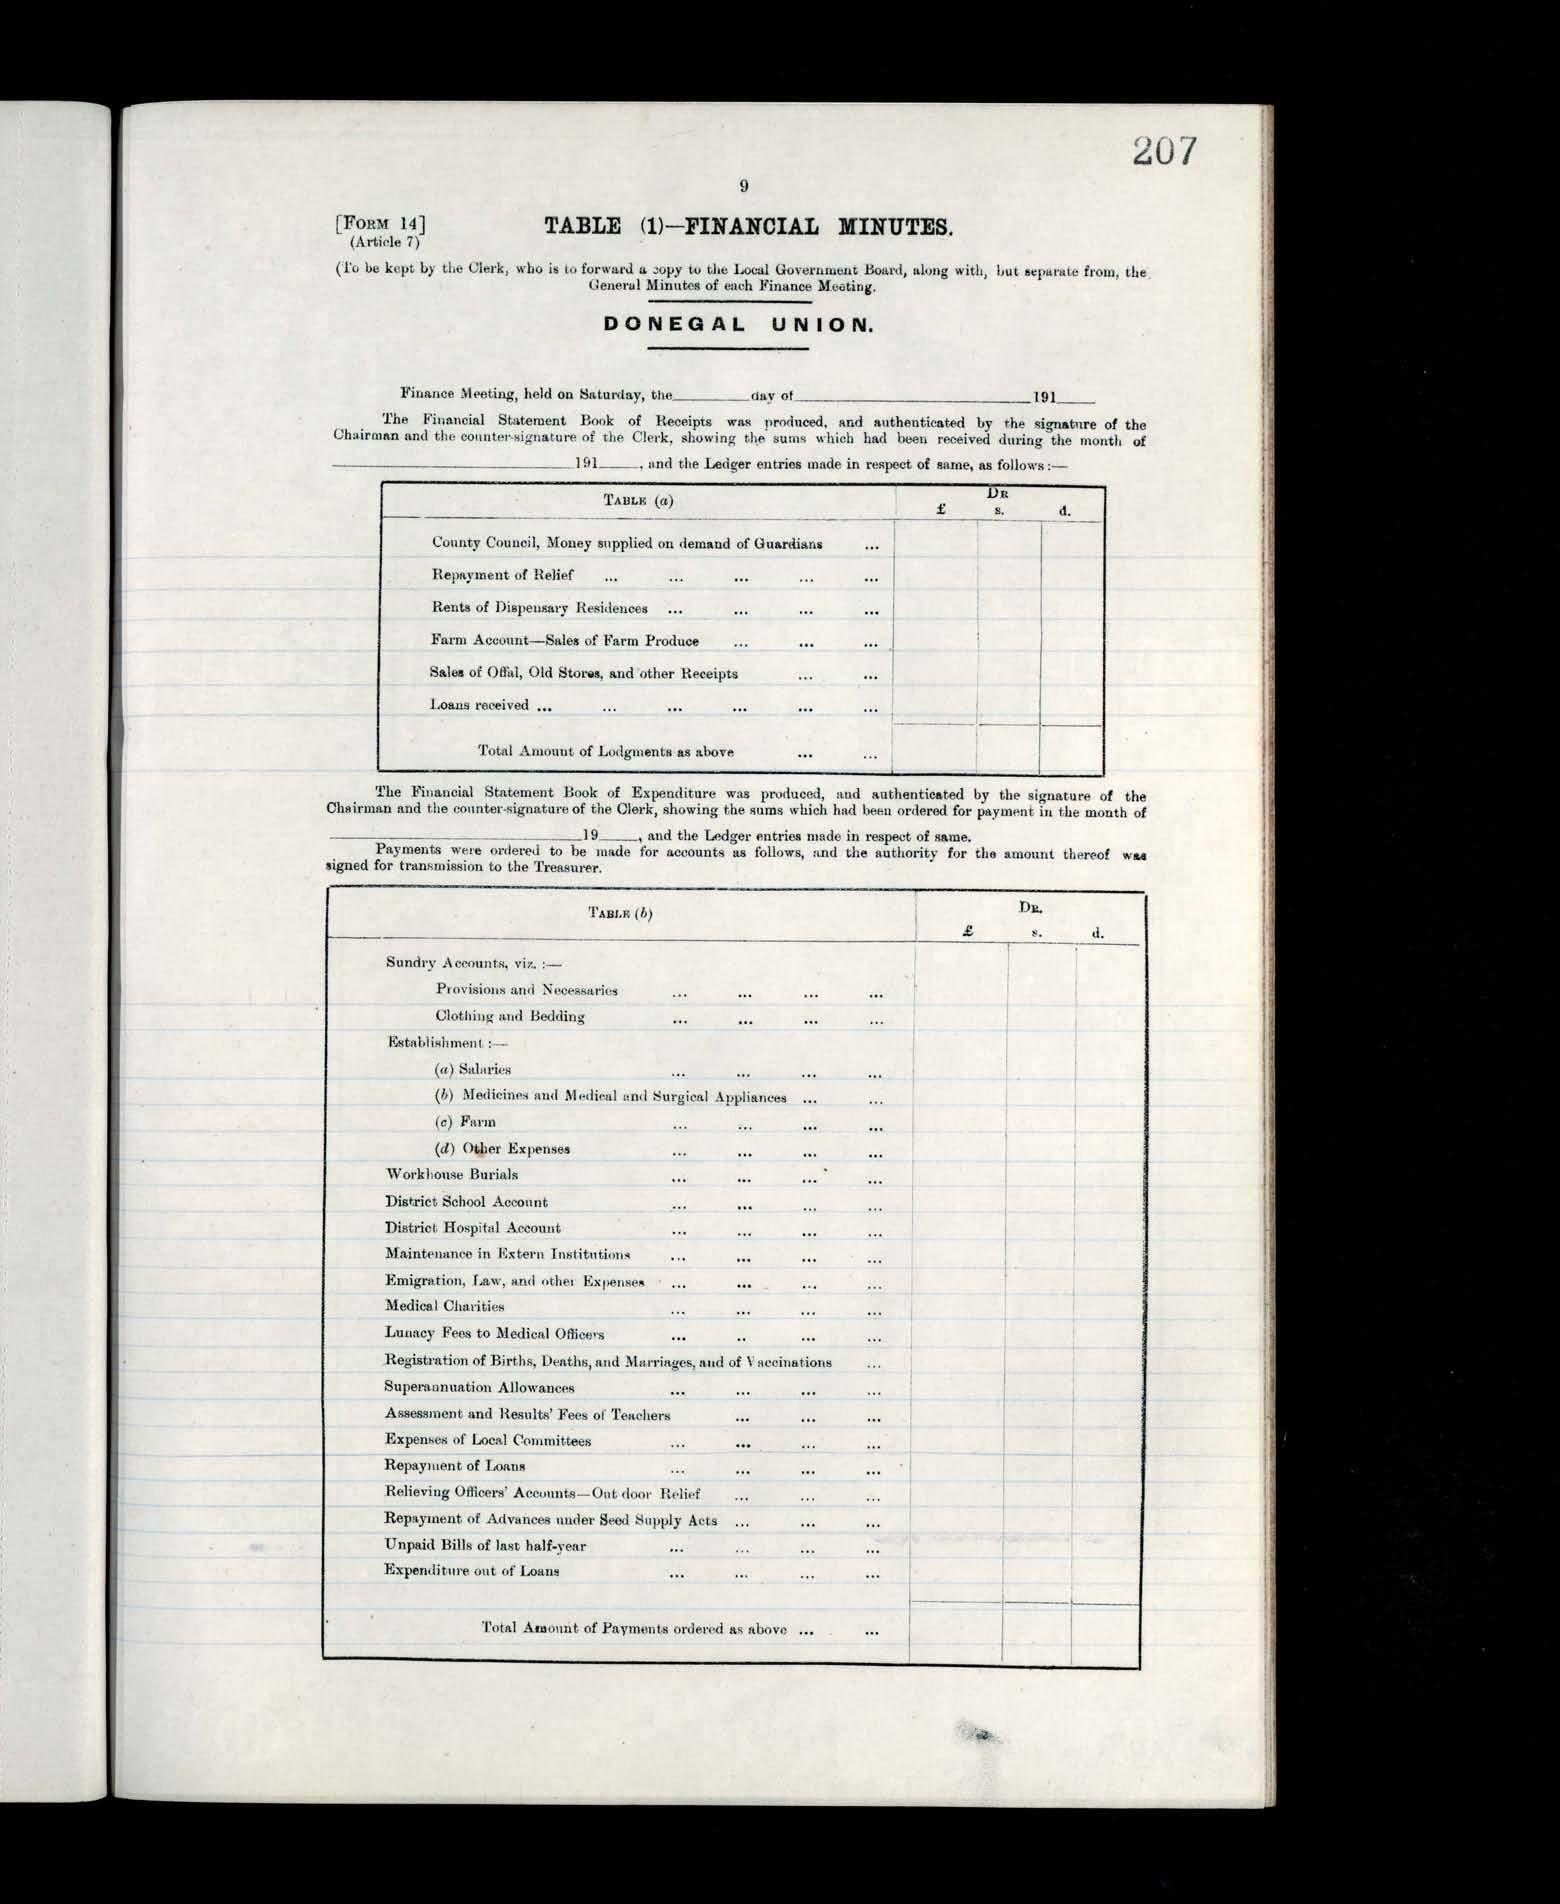 207
9
[FORM 14]
(Article 7)
TABLE (1)—FINANCIAL MINUTES.
(To be kept by the Clerk, who is to forward a copy to the Local Government Board, along with, but separate from, the
General Minutes of each Finance Meeting.
DONEGAL UNION.
Finance Meeting, held on Saturday, the________day of________________________191____
The Financial Statement Book of Receipts was produced, and authenticated by the signature of the
Chairman and the counter-signature of the Clerk, showing the sums which had been received during the month of
________________________191____, and the Ledger entries made in respect of same, as follows:—
TABLE (a) DR
£ s. d.
County Council, Money supplied on demand of Guardians ...
Repayment of Relief ... ... ... ... ...
Rents of Dispensary Residences ... ... ... ...
Farm Account—Sales of Farm Produce ... ... ...
Sales of Offal, Old Stores, and other Receipts ... ...
Loans received ... ... ... ... ... ...
Total Amount of Lodgments as above ... ...
The Financial Statement Book of Expenditure was produced, and authenticated by the signature of the
Chairman and the counter-signature of the Clerk, showing the sums which had been ordered for payment in the month of
________________________19____, and the Ledger entries made in respect of same.
Payments were ordered to be made for accounts as follows, and the authority for the amount thereof was
signed for transmission to the Treasurer.
TABLE (b) DR.
£ s. d.
Sundry Accounts, viz. :—
Provisions and Necessaries ... ... ... ...
Clothing and Bedding ... ... ... ...
Establishment :—
(a) Salaries ... ... ... ...
(b) Medicines and Medical and Surgical Appliances ... ...
(c) Farm ... ... ... ...
(d) Other Expenses ... ... ... ...
Workhouse Burials ... ... ... ...
District School Account ... ... ... ...
District Hospital Account ... ... ... ...
Maintenance in Extern Institutions ... ... ... ...
Emigration, Law, and other Expenses ... ... ... ...
Medical Charities ... ... ... ...
Lunacy Fees to Medical Officers ... .. ... ...
Registration of Births, Deaths, and Marriages, and of Vaccinations ...
Superannuation Allowances ... ... ... ...
Assessment and Results' Fees of Teachers ... ... ...
Expenses of Local Committees ... ... ... ...
Repayment of Loans ... ... ... ...
Relieving Officers' Accounts—Out door Relief ... ... ...
Repayment of Advances under Seed Supply Acts ... ... ...
Unpaid Bills of last half-year ... ... ... ...
Expenditure out of Loans ... ... ... ...
Total Amount of Payments ordered as above ... ...